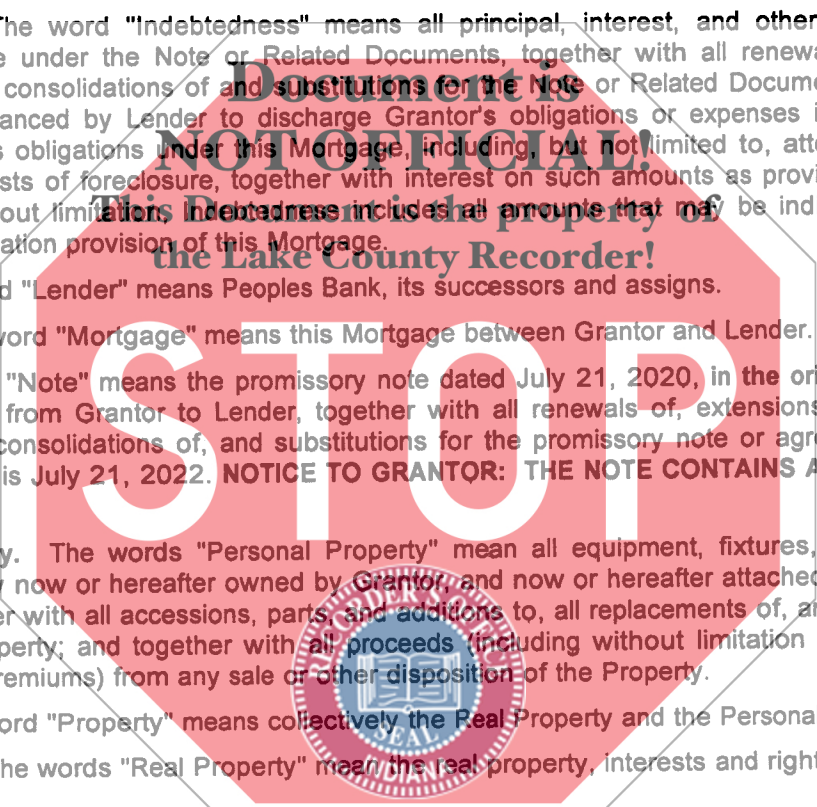 he word "Indebtedness" means all principal, interest, and other
e under the Note or Related Documents, together with all renewa
consolidations of and substitutions for the Note or Related Docume
anced by Lender to discharge Grantor's obligations or expenses i
s obligations under this Mortgage, including, but not limited to, atto
sts of foreclosure, together with interest on such amounts as provi
out limitation, Indebtedness includes all amounts that may be ind
ation provision of this Mortgage.
Document is
NOT OFFICIAL!
This Document is the property of
the Lake County Recorder!
d "Lender" means Peoples Bank, its successors and assigns.
ord "Mortgage" means this Mortgage between Grantor and Lender.
STOP
"Note" means the promissory note dated July 21, 2020, in the ori
from Grantor to Lender, together with all renewals of, extensions
consolidations of, and substitutions for the promissory note or agre
is July 21, 2022. NOTICE TO GRANTOR: THE NOTE CONTAINS A
y. The words "Personal Property" mean all equipment, fixtures,
y now or hereafter owned by Grantor, and now or hereafter attached
er with all accessions, parts, and additions to, all replacements of, an
perty; and together with all proceeds (including without limitation
remiums) from any sale or other disposition of the Property.
RECORDER'S OFFICE
SEAL
INDIANA
ord "Property" means collectively the Real Property and the Persona
he words "Real Property" mean the real property, interests and right